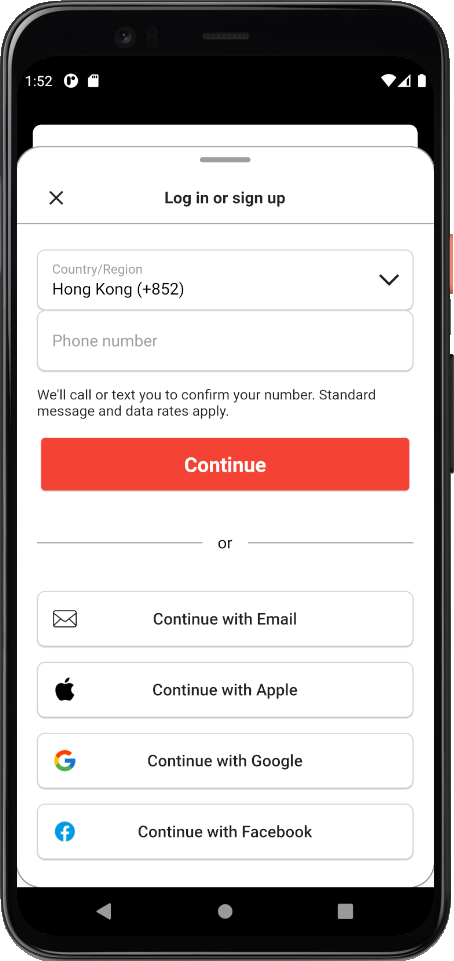 1:52
Log in or sign up
Country/Region
Hong Kong (+852)
Phone number
We'll call or text you to confirm your number. Standard
message and data rates apply.
Continue
or
Continue with Email
Continue with Apple
Continue with Google
Continue with Facebook